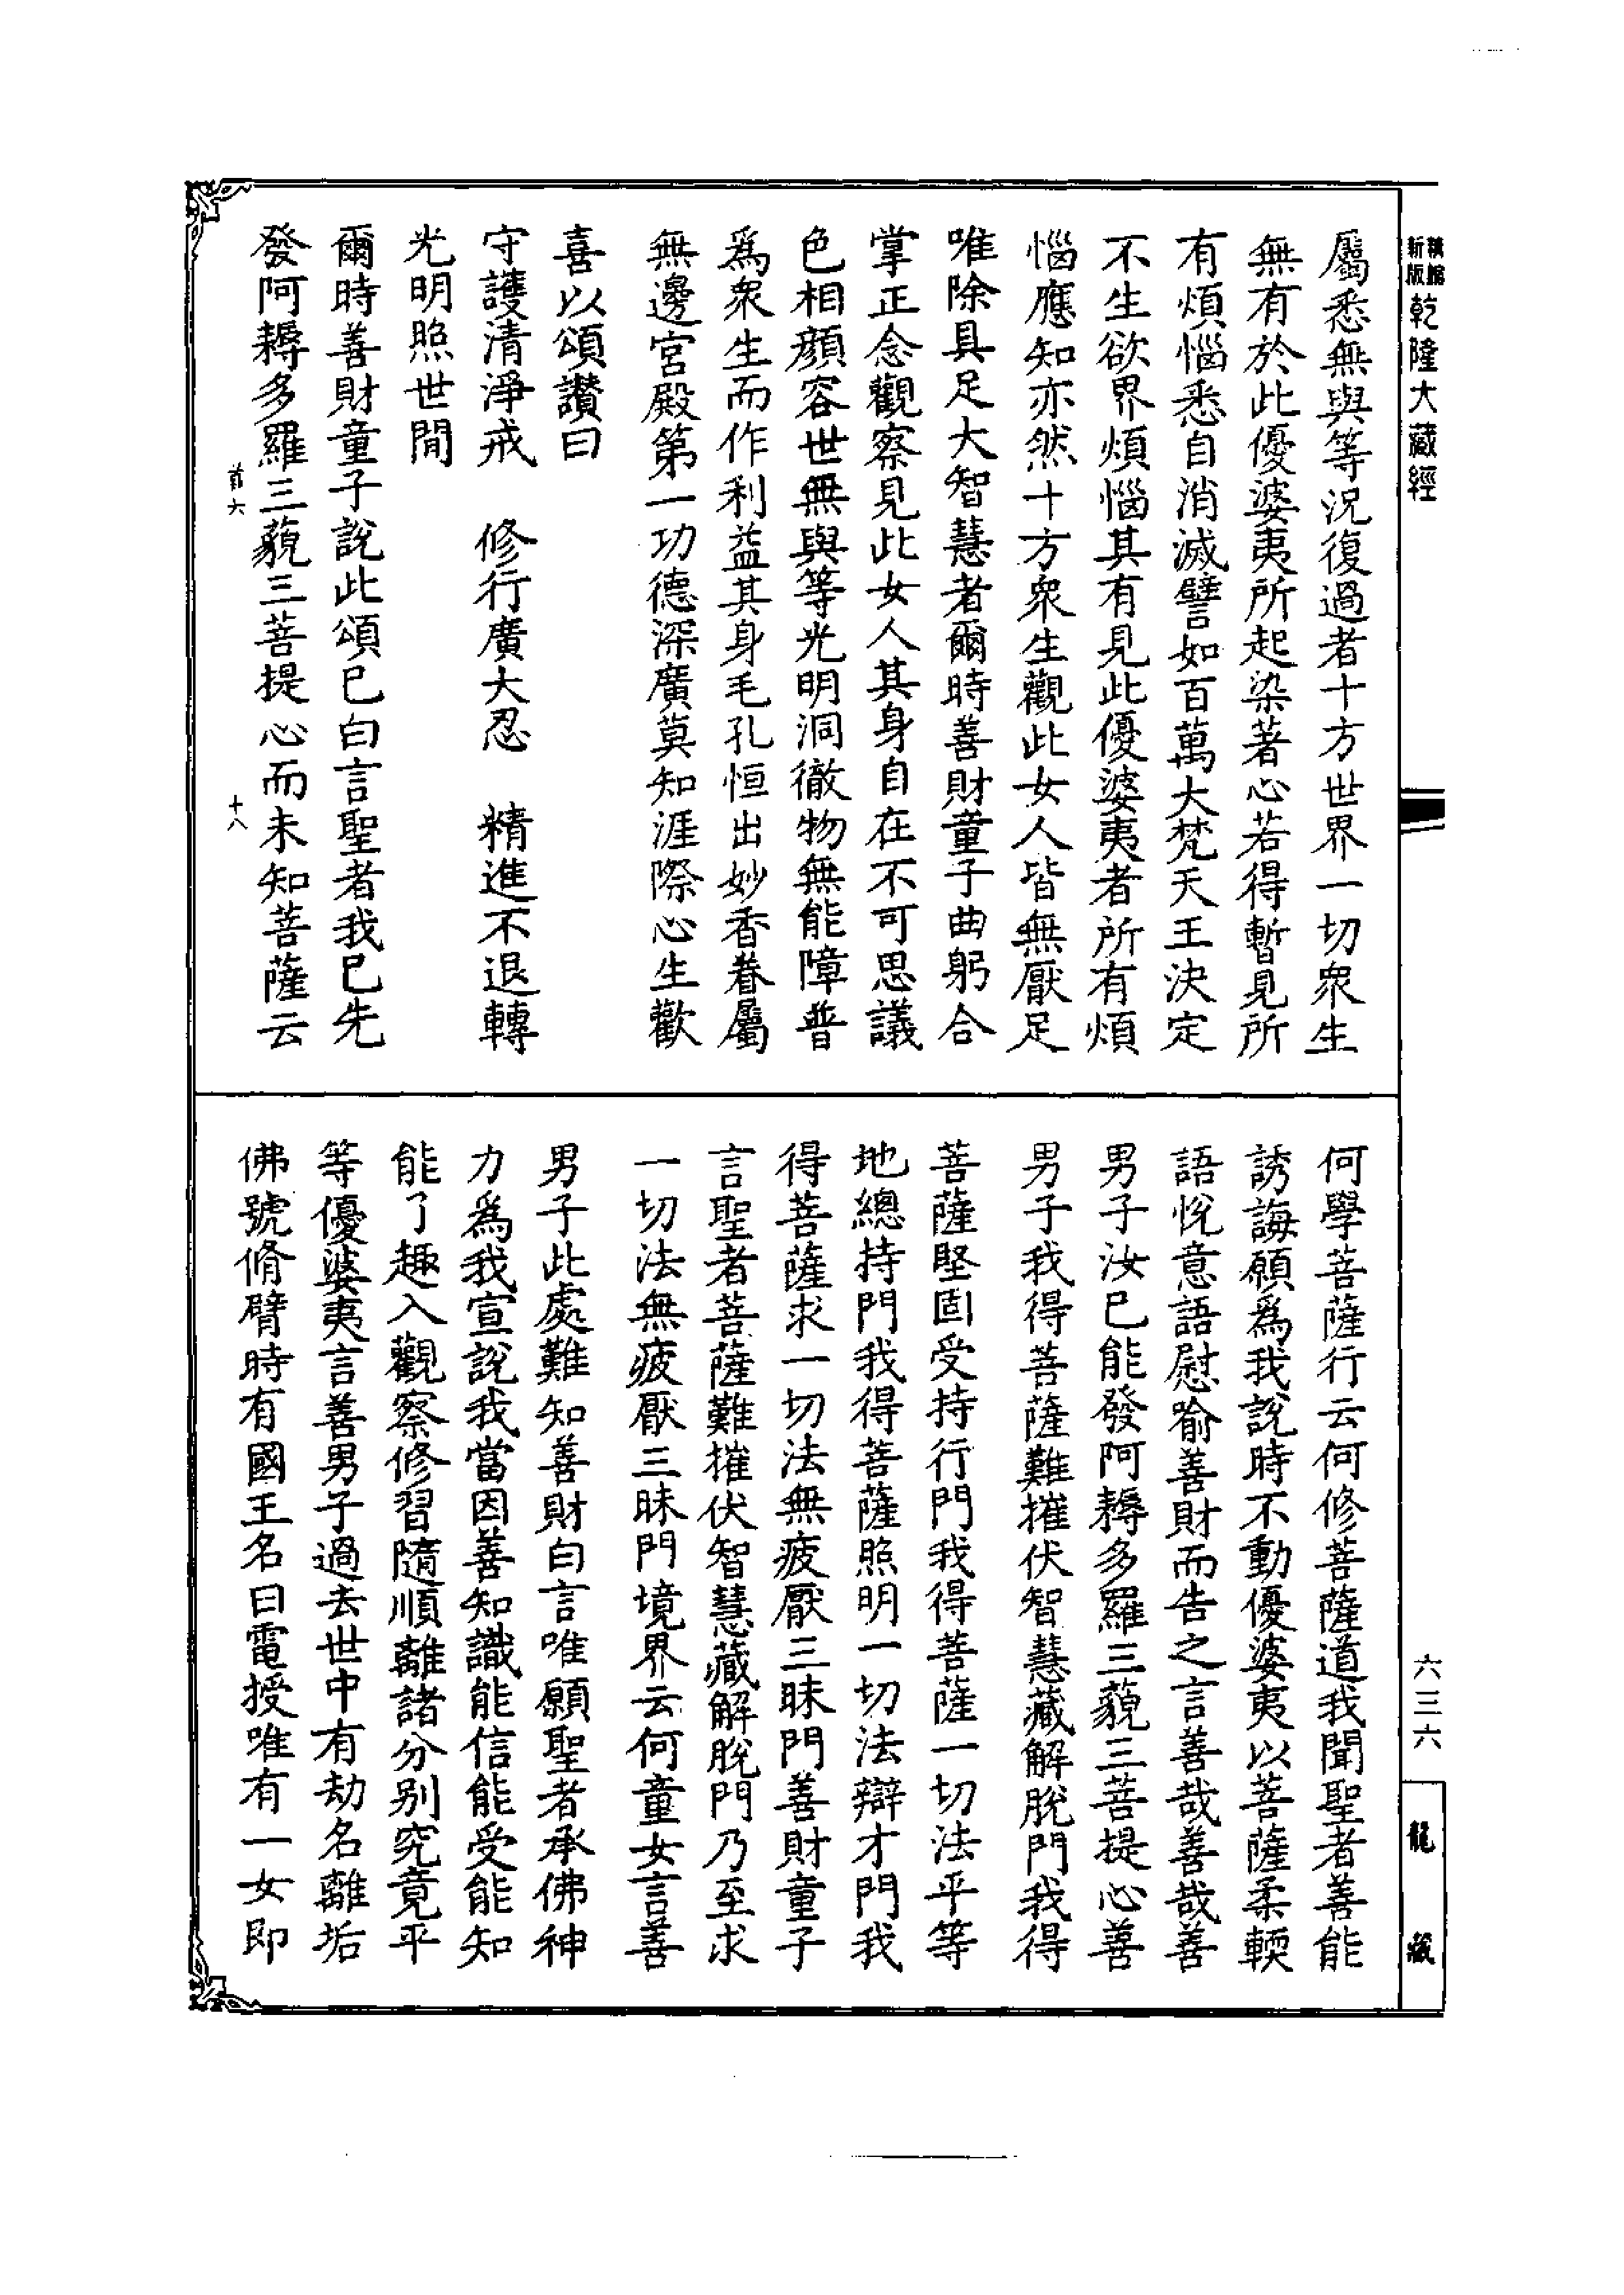 屬悉無與等況復過者十方世界一切衆生
無有於此優婆夷所起染著心若得暫見所
有煩惱悉自消滅譬如百萬大梵天王決定
不生欲界煩惱其有見此優婆夷者所有煩
惱應知亦然十方衆生觀此女人皆無厭足
唯除具足大智慧者爾時善財童子曲躬合
掌正念觀察見此女人其身自在不可思議
色相顏容世無與等光明洞徹物無能障普
爲衆生而作利益其身毛孔恒出妙香眷屬
無邊宮殿第一功德深廣莫知涯際心生歡
喜以頌讚曰
守護清淨戒　修行廣大忍　精進不退轉
光明照世間
爾時善財童子說此頌已白言聖者我已先
發阿耨多羅三藐三菩提心而未知菩薩云
首六　十八
何學菩薩行云何修菩薩道我聞聖者善能
誘誨願爲我說時不動優婆夷以菩薩柔輭
語悅意語慰喻善財而告之言善哉善哉善
男子汝已能發阿耨多羅三藐三菩提心善
男子我得菩薩難摧伏智慧藏解脫門我得
菩薩堅固受持行門我得菩薩一切法平等
地總持門我得菩薩照明一切法辯才門我
得菩薩求一切法無疲厭三昧門善財童子
言聖者菩薩難摧伏智慧藏解脫門乃至求
一切法無疲厭三昧門境界云何童女言善
男子此處難知善財白言唯願聖者承佛神
力爲我宣說我當因善知識能信能受能知
能了趣入觀察修習隨順離諸分別究竟平
等優婆夷言善男子過去世中有劫名離垢
佛號脩臂時有國王名曰電授唯有一女即
新版
乾隆大藏經
六三六
龍藏